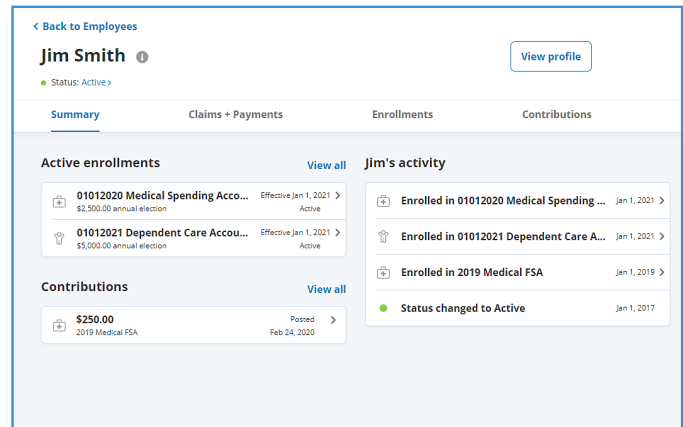 Back to Employees
Jim Smith
View profile
Status: Active
Summary
Claims + Payments
Enrollments
Contributions
Active enrollments
View all
01012020 Medical Spending Acco...
Effective Jan 1, 2021
$2,500.00 annual election
Active
01012021 Dependent Care Accou...
Effective Jan 1, 2021
$5,000.00 annual election
Active
Contributions
View all
$250.00
Posted
2019 Medical FSA
Feb 24, 2020
Jim's activity
Enrolled in 01012020 Medical Spending ...
Jan 1, 2021
Enrolled in 01012021 Dependent Care A...
Jan 1, 2021
Enrolled in 2019 Medical FSA
Jan 1, 2019
Status changed to Active
Jan 1, 2017